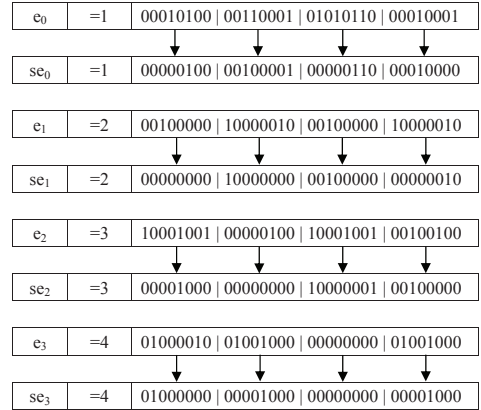 e₀ =1 00010100 | 00110001 | 01010110 | 00010001
se₀ =1 00000100 | 00100001 | 00000110 | 00010000
e₁ =2 00100000 | 10000010 | 00100000 | 10000010
se₁ =2 00000000 | 10000000 | 00100000 | 00000010
e₂ =3 10001001 | 00000100 | 10001001 | 00100100
se₂ =3 00001000 | 00000000 | 10000001 | 00100000
e₃ =4 01000010 | 01001000 | 00000000 | 01001000
se₃ =4 01000000 | 00001000 | 00000000 | 00001000